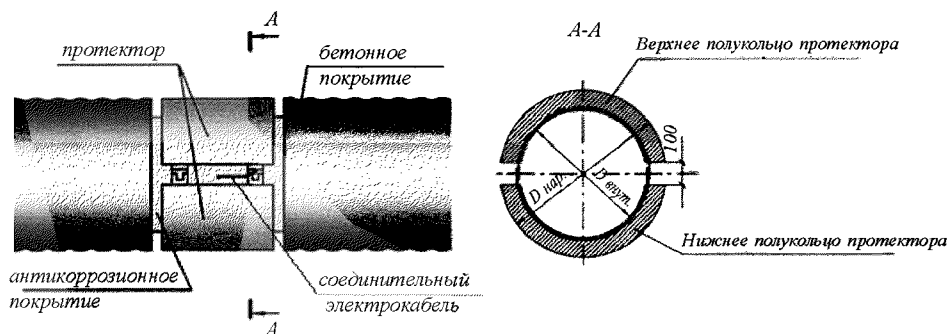 А
протектор
бетонное
покрытие
антикоррозионное
покрытие
соединительный
электрокабель
А
А-А
Верхнее полукольцо протектора
100
D нар.
D внут.
Нижнее полукольцо протектора